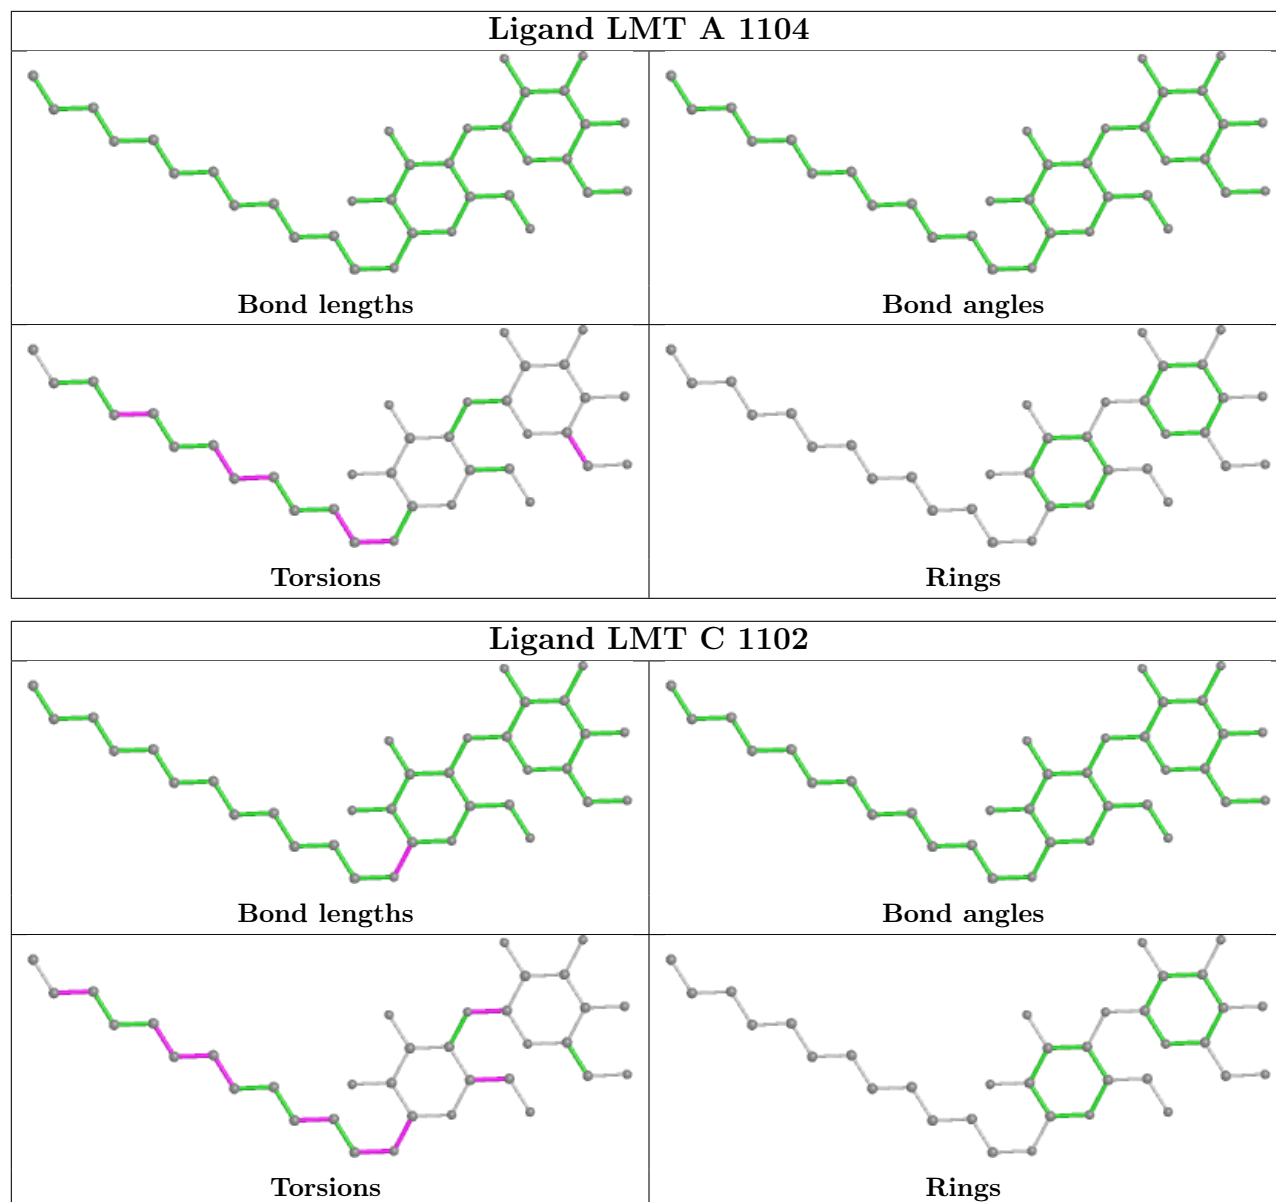 Ligand LMT A 1104
Bond lengths
Bond angles
Torsions
Rings
Ligand LMT C 1102
Bond lengths
Bond angles
Torsions
Rings